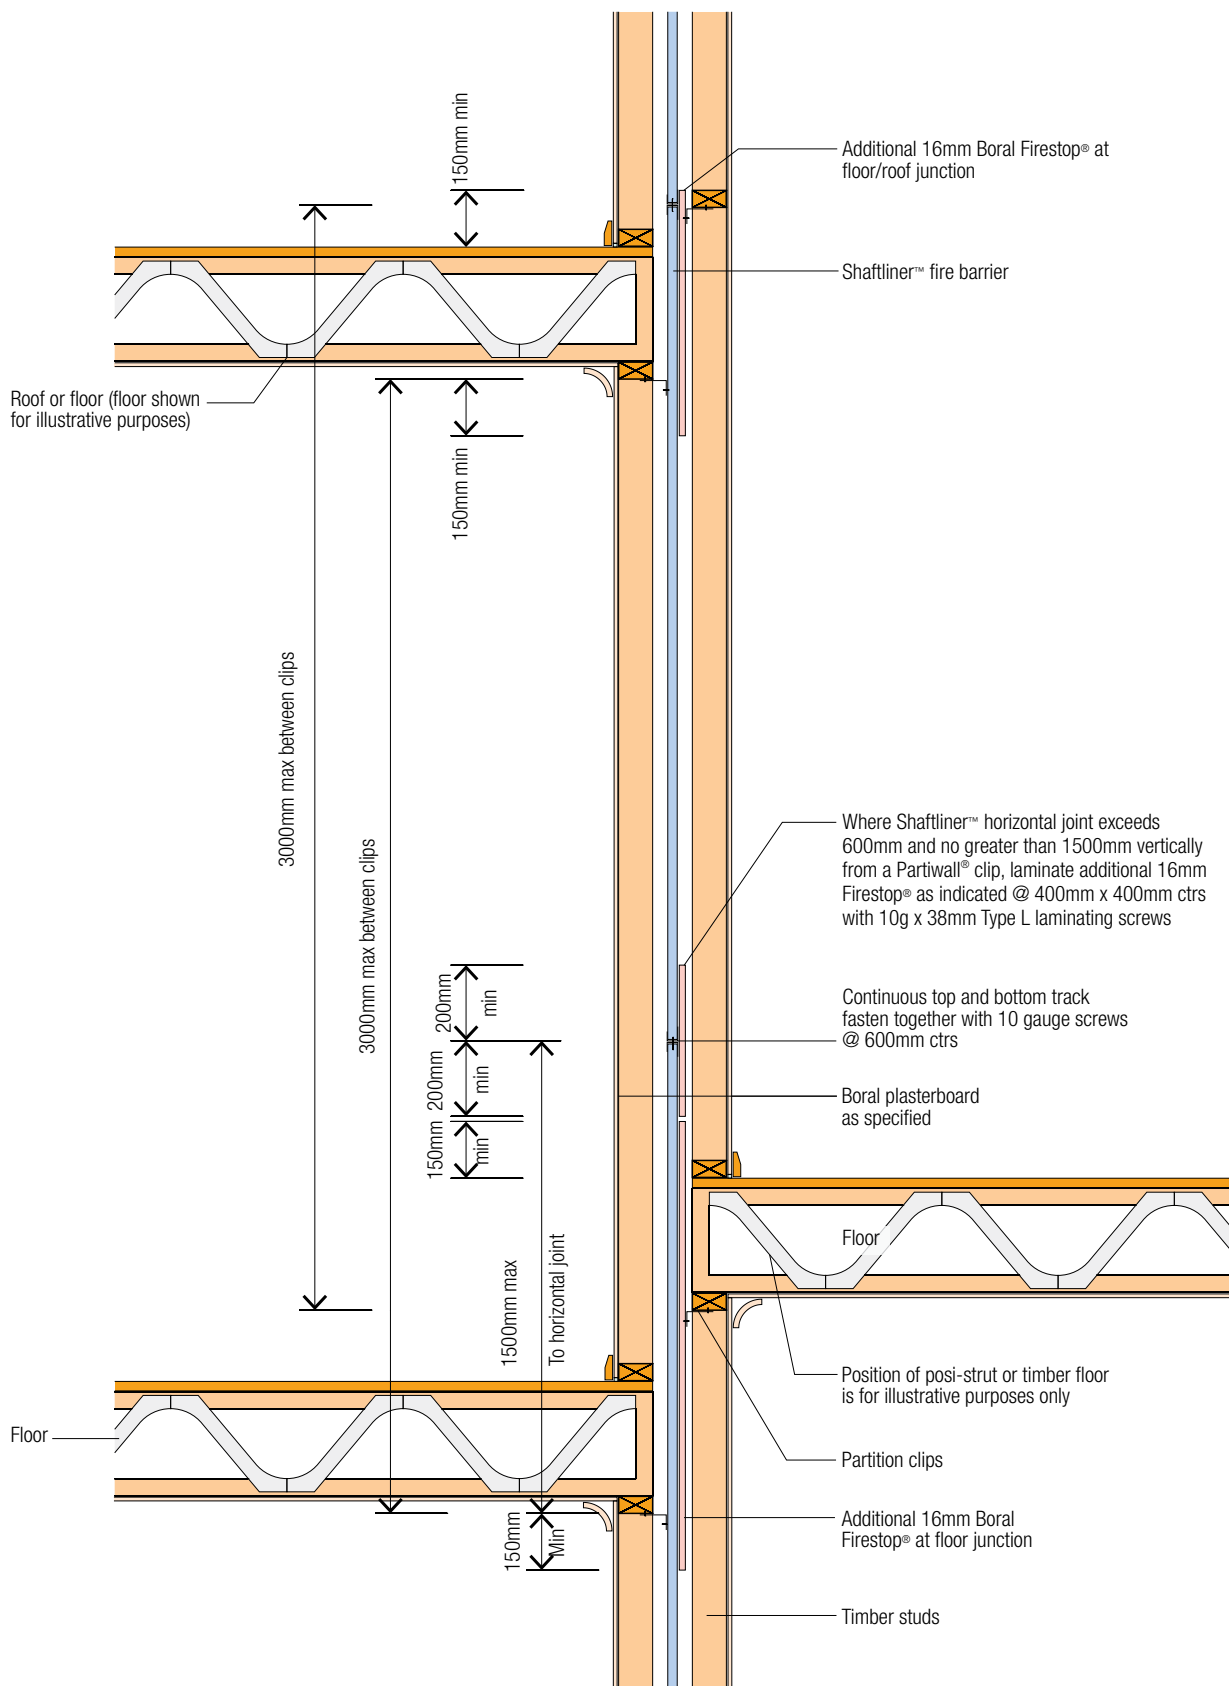 150mm min
Additional 16mm Boral Firestop® at
floor/roof junction
Shaftliner™ fire barrier
Roof or floor (floor shown
for illustrative purposes)
150mm min
3000mm max between clips
3000mm max between clips
Where Shaftliner™ horizontal joint exceeds
600mm and no greater than 1500mm vertically
from a Partiwall® clip, laminate additional 16mm
Firestop® as indicated @ 400mm x 400mm ctrs
with 10g x 38mm Type L laminating screws
200mm
min
Continuous top and bottom track
fasten together with 10 gauge screws
@ 600mm ctrs
200mm
min
Boral plasterboard
as specified
150mm
min
Floor
1500mm max
To horizontal joint
Position of posi-strut or timber floor
is for illustrative purposes only
Floor
Partition clips
150mm
Min
Additional 16mm Boral
Firestop® at floor junction
Timber studs